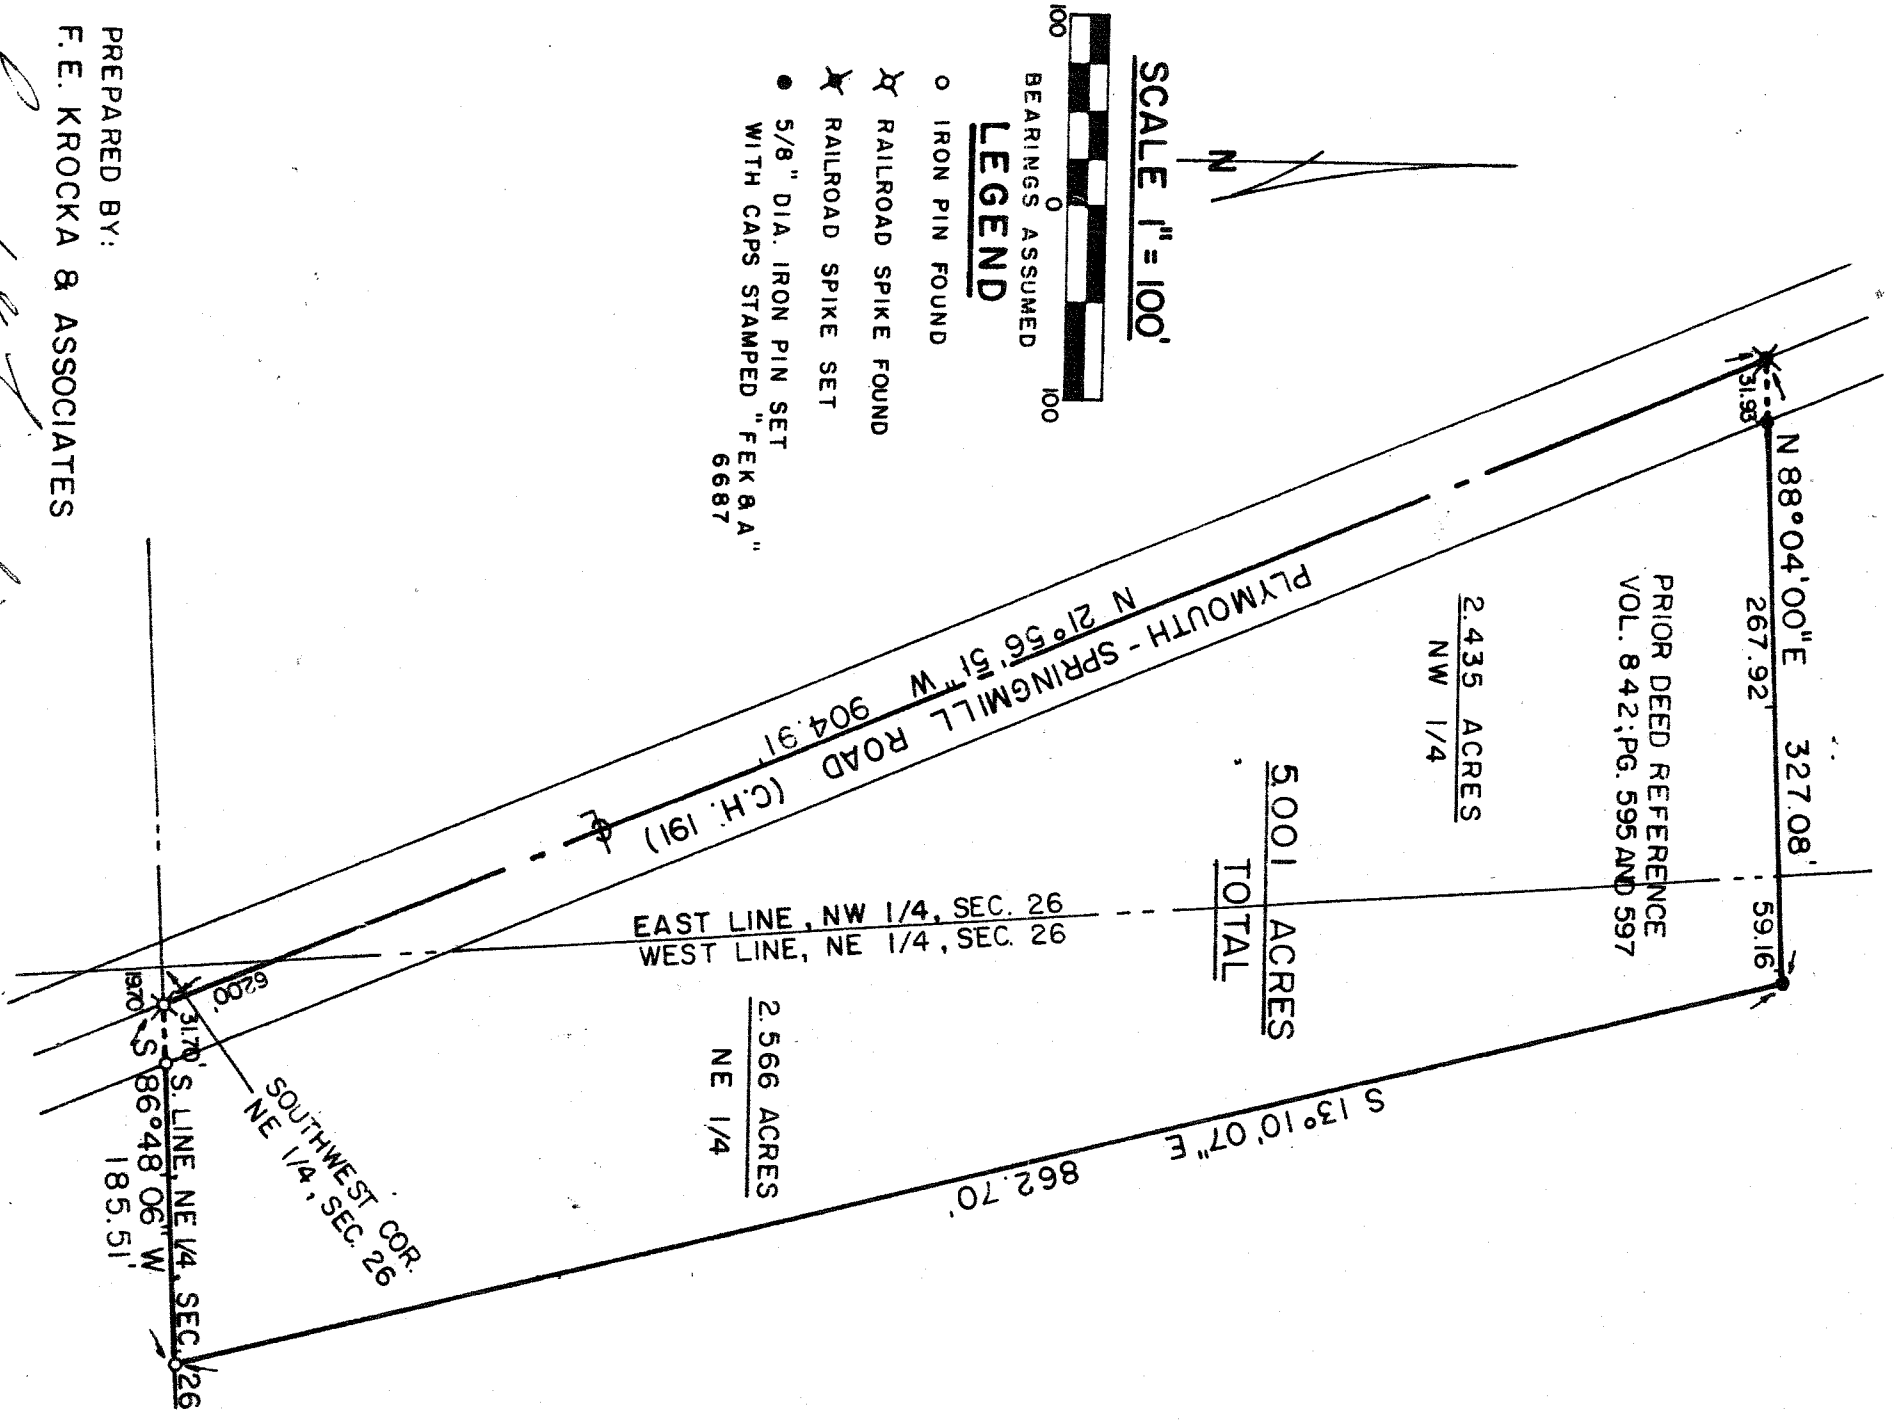 N
SCALE 1"= 100'
100
0
100
BEARINGS ASSUMED
LEGEND
IRON PIN FOUND
RAILROAD SPIKE FOUND
RAILROAD SPIKE SET
5/8" DIA. IRON PIN SET
WITH CAPS STAMPED "FEK & A"
6687
PREPARED BY:
F. E. KROCKA & ASSOCIATES
31.93'
N 88°04'00"E
327.08'
267.92'
59.16'
PRIOR DEED REFERENCE
VOL. 842; PG. 595 AND 597
2.435 ACRES
NW 1/4
5.001 ACRES
TOTAL
N 21°56'51" W 904.91'
PLYMOUTH - SPRINGMILL ROAD (C.H. 191)
EAST LINE, NW 1/4, SEC. 26
WEST LINE, NE 1/4, SEC. 26
2.566 ACRES
NE 1/4
S 13°10'07"E 862.70'
62.00'
19.70'
31.70'
SOUTHWEST COR.
NE 1/4, SEC. 26
S. LINE, NE 1/4, SEC. 26
S 86°48'06" W
185.51'